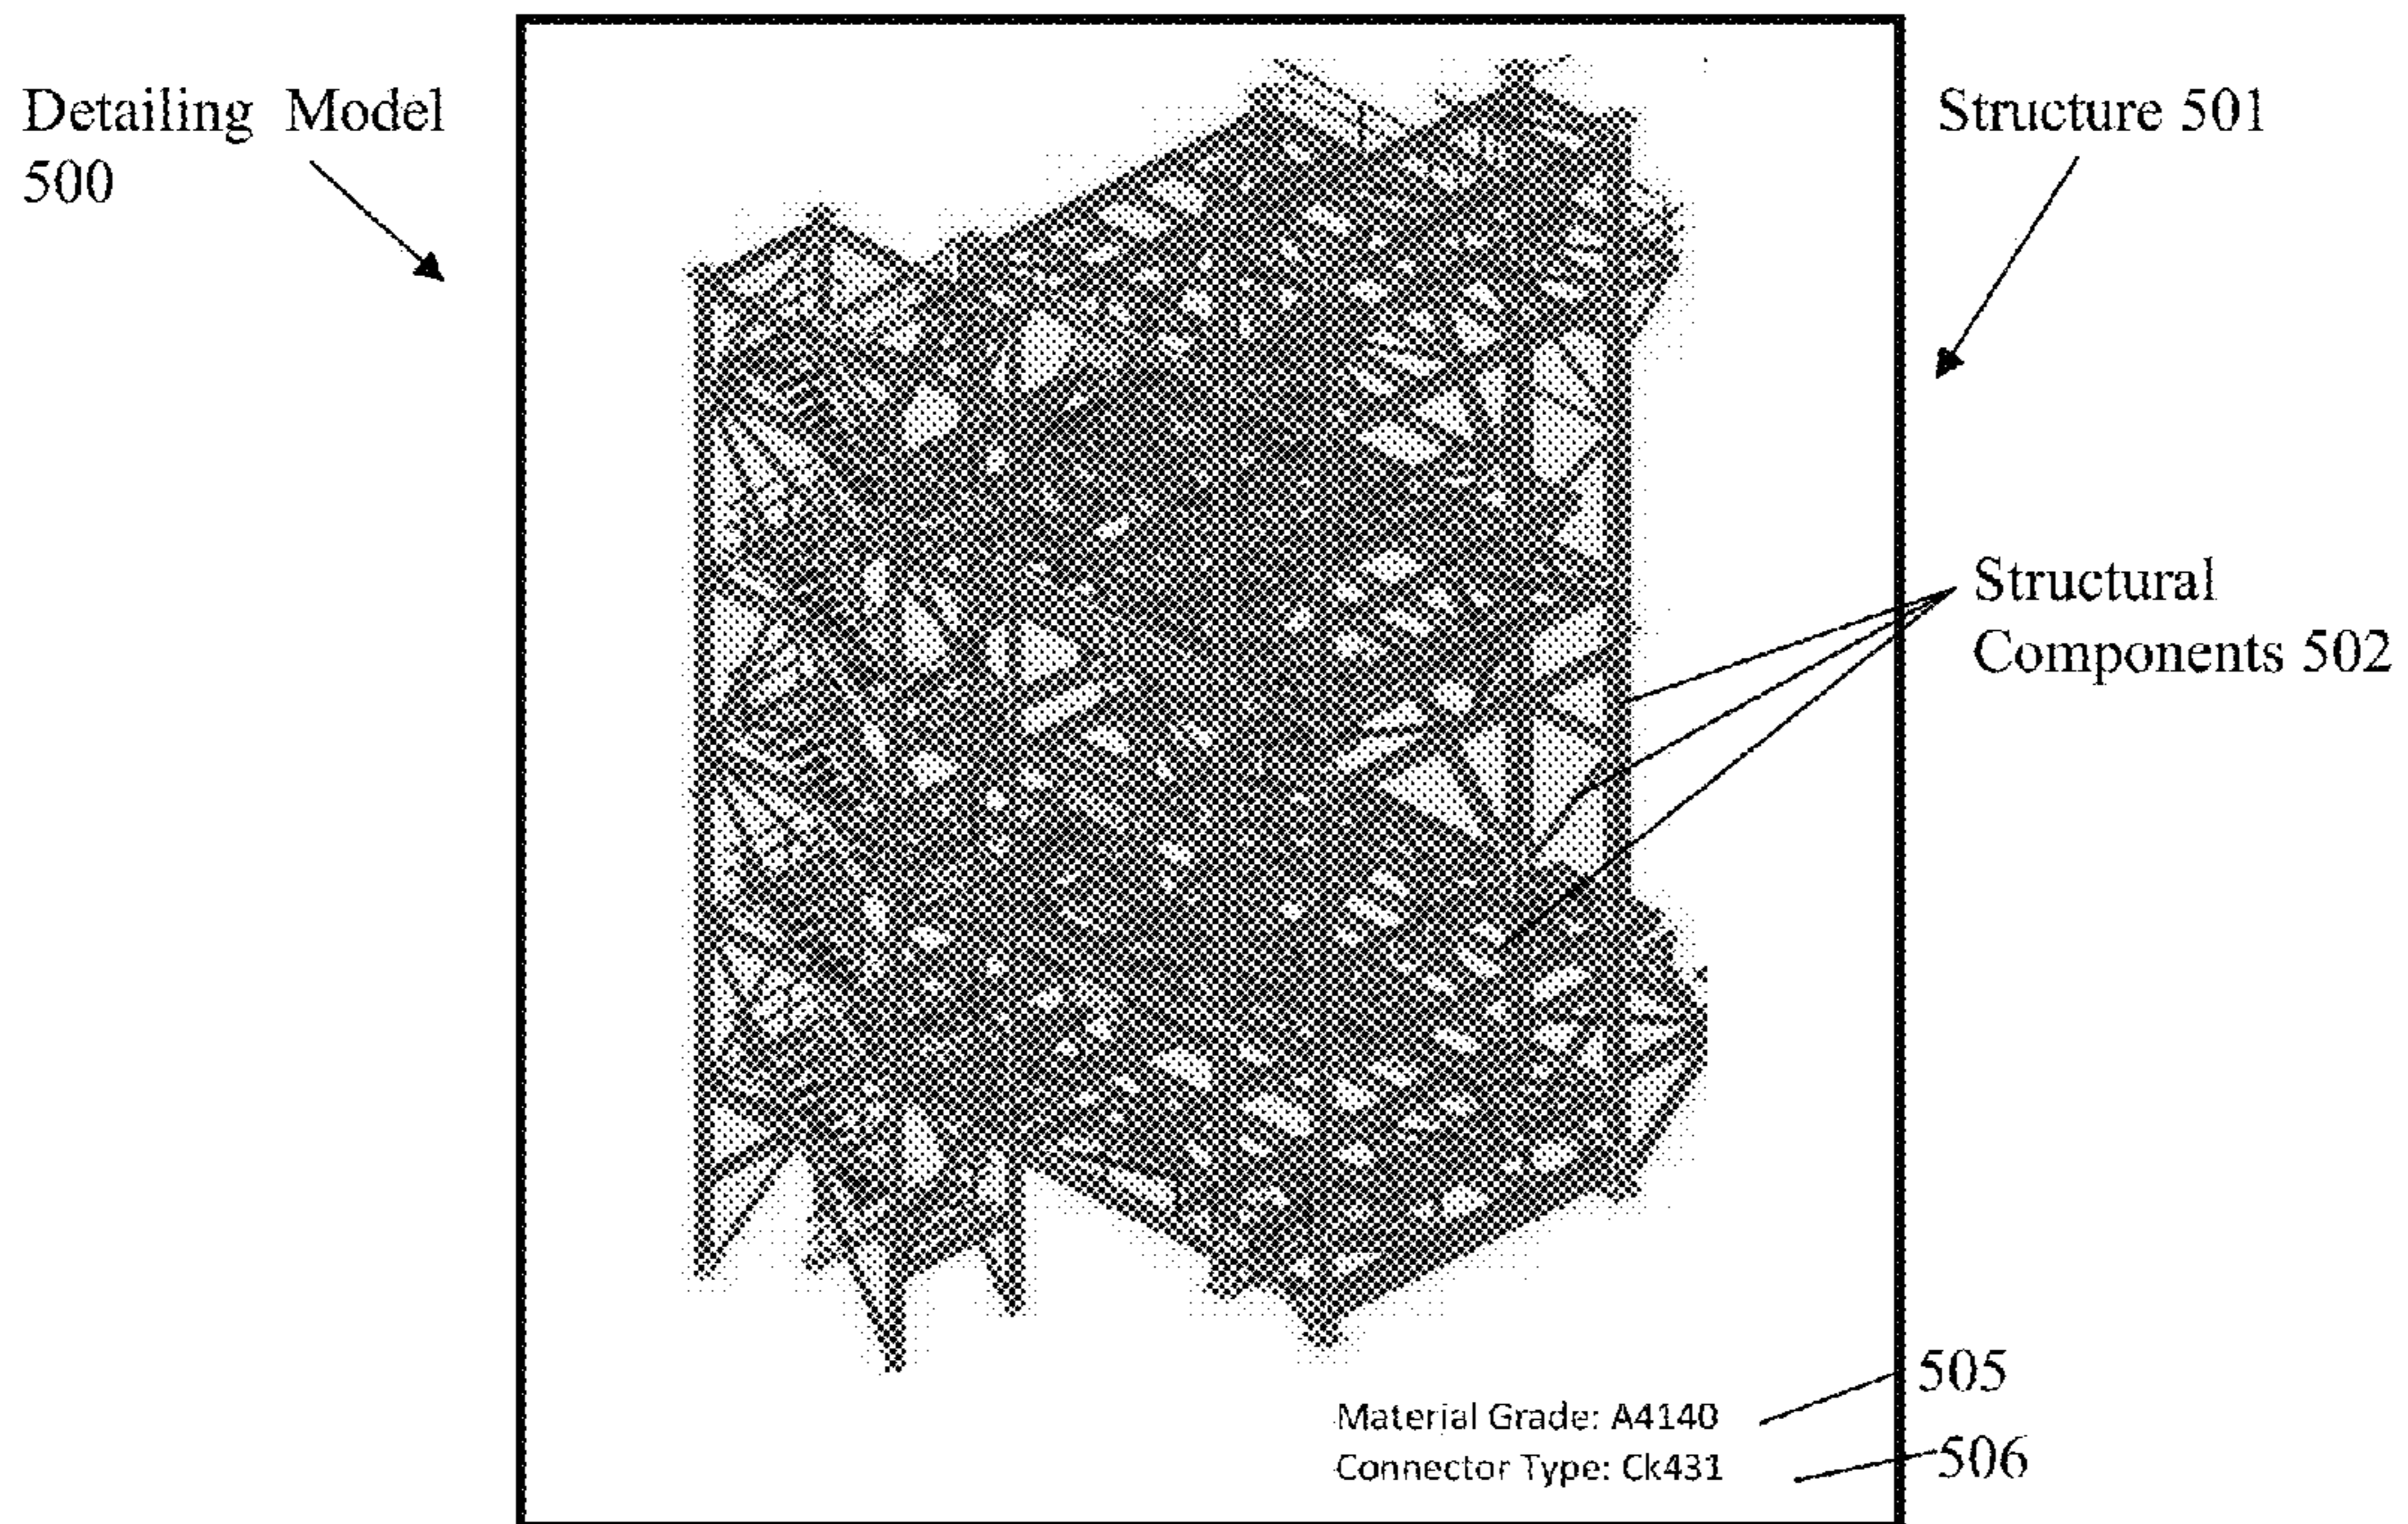 Detailing Model
500
Structure 501
Structural
Components 502
505
Material Grade: A4140
Connector Type: Ck431
506